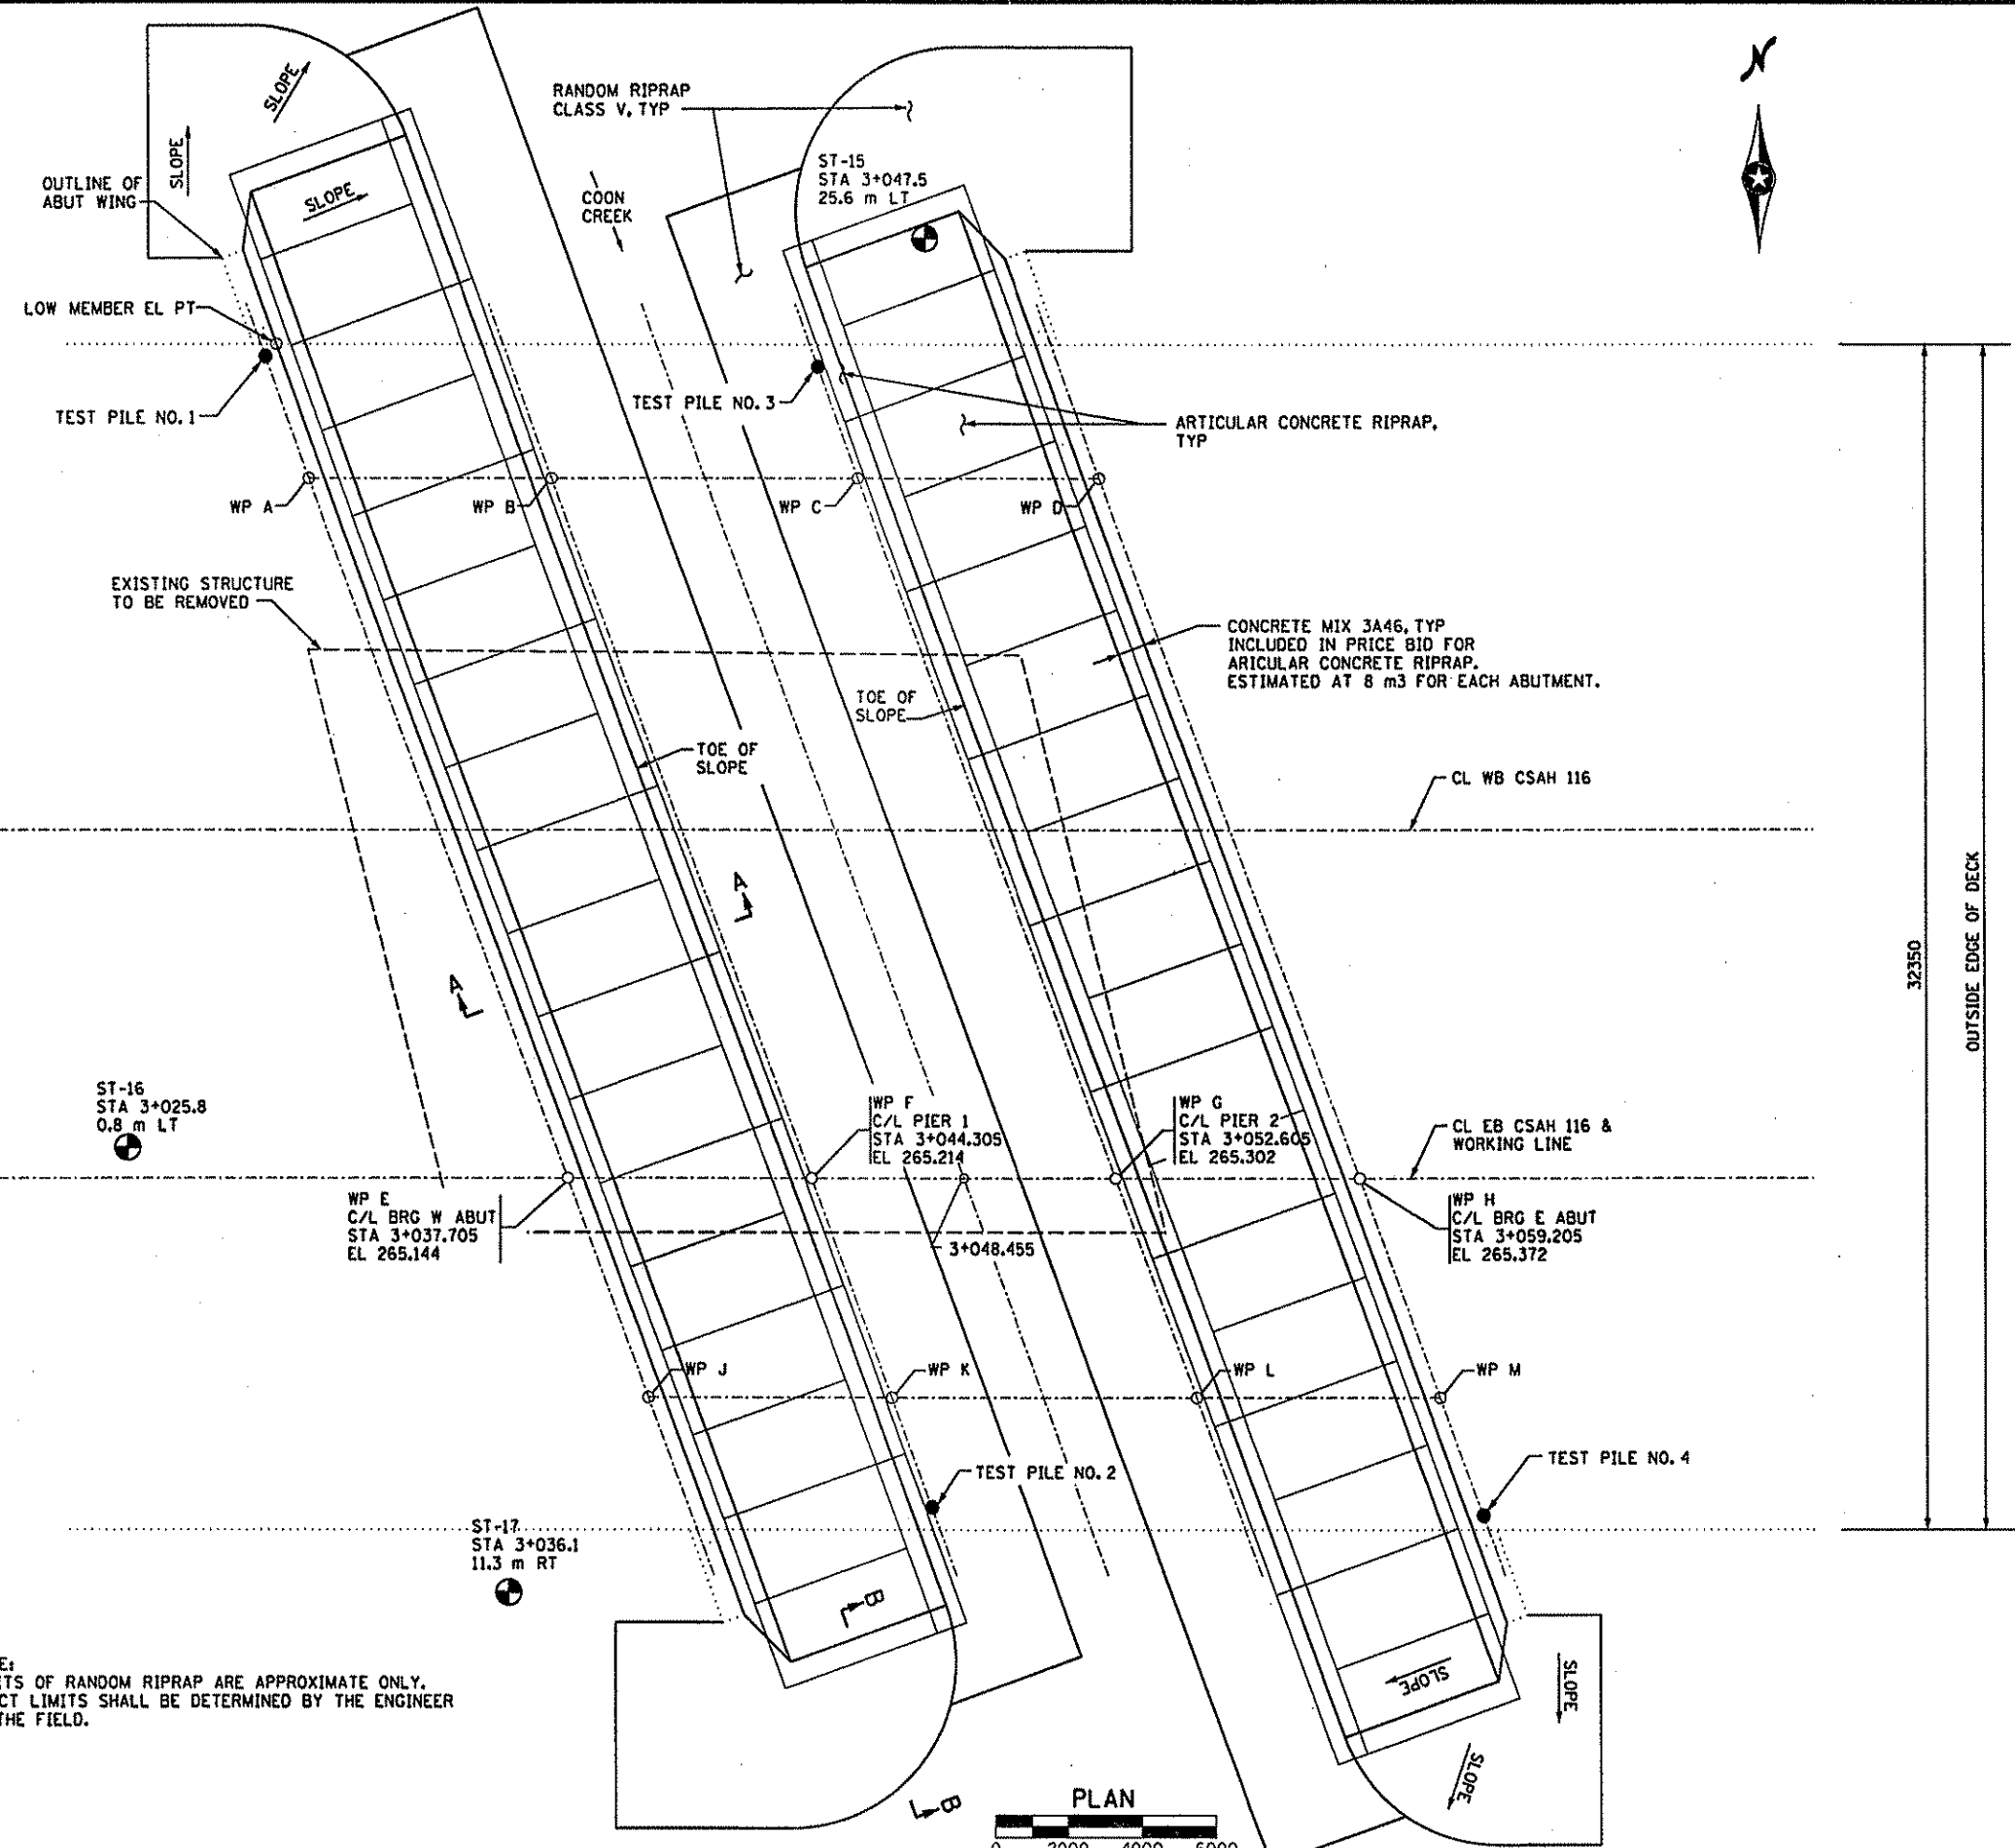 N
SLOPE
SLOPE
SLOPE
OUTLINE OF
ABUT WING
RANDOM RIPRAP
CLASS V, TYP
COON
CREEK
ST-15
STA 3+047.5
25.6 m LT
LOW MEMBER EL PT
TEST PILE NO. 1
TEST PILE NO. 3
ARTICULAR CONCRETE RIPRAP,
TYP
WP A
WP B
WP C
WP D
EXISTING STRUCTURE
TO BE REMOVED
CONCRETE MIX 3A46, TYP
INCLUDED IN PRICE BID FOR
ARICULAR CONCRETE RIPRAP.
ESTIMATED AT 8 m3 FOR EACH ABUTMENT.
TOE OF
SLOPE
TOE OF
SLOPE
CL WB CSAH 116
A
A
32350
OUTSIDE EDGE OF DECK
ST-16
STA 3+025.8
0.8 m LT
WP F
C/L PIER 1
STA 3+044.305
EL 265.214
WP G
C/L PIER 2
STA 3+052.605
EL 265.302
CL EB CSAH 116 &
WORKING LINE
WP E
C/L BRG W ABUT
STA 3+037.705
EL 265.144
3+048.455
WP H
C/L BRG E ABUT
STA 3+059.205
EL 265.372
WP J
WP K
WP L
WP M
TEST PILE NO. 2
TEST PILE NO. 4
ST-17
STA 3+036.1
11.3 m RT
B
B
SLOPE
SLOPE
SLOPE
E:
TS OF RANDOM RIPRAP ARE APPROXIMATE ONLY.
CT LIMITS SHALL BE DETERMINED BY THE ENGINEER
THE FIELD.
PLAN
0 2000 4000 6000